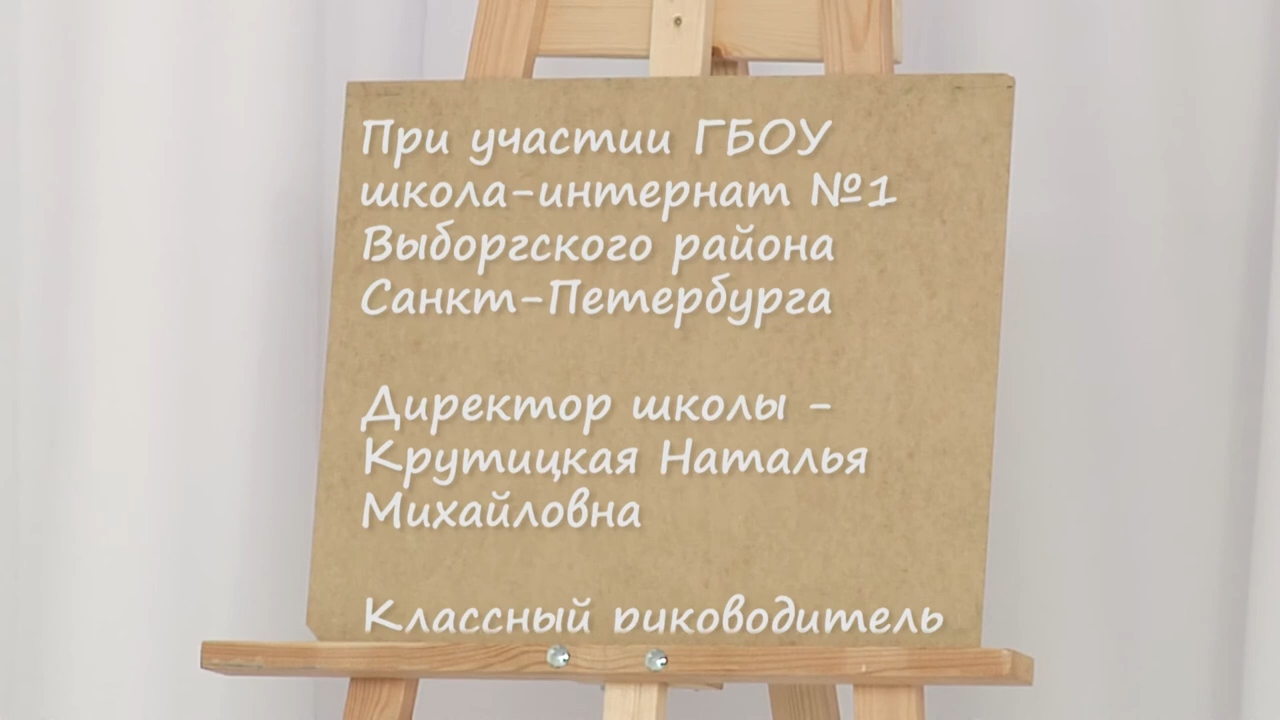 При участии ГБОУ
школа-интернат №1
Выборгского района
Санкт-Петербурга
Директор школы -
Крутицкая Наталья
Михайловна
Классный руководитель